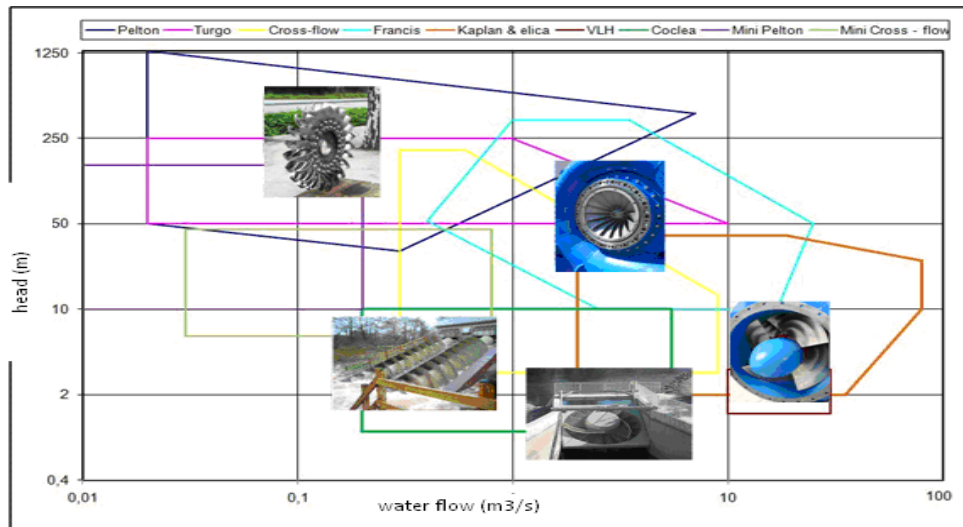 Pelton Turgo Cross-flow Francis Kaplan & elica VLH Coclea Mini Pelton Mini Cross - flow
1250
250
50
10
2
0,4
head (m)
0,01 0,1 1 10 100
water flow (m3/s)